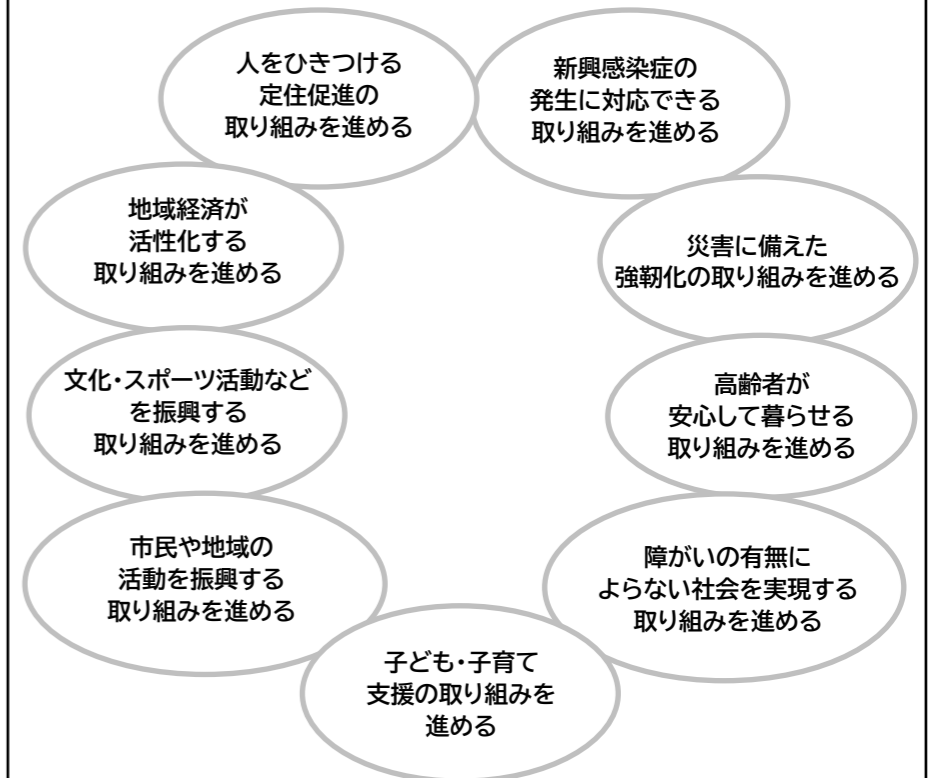 人をひきつける
定住促進の
取り組みを進める
新興感染症の
発生に対応できる
取り組みを進める
地域経済が
活性化する
取り組みを進める
災害に備えた
強靭化の取り組みを進める
文化・スポーツ活動など
を振興する
取り組みを進める
高齢者が
安心して暮らせる
取り組みを進める
市民や地域の
活動を振興する
取り組みを進める
障がいの有無に
よらない社会を実現する
取り組みを進める
子ども・子育て
支援の取り組みを
進める